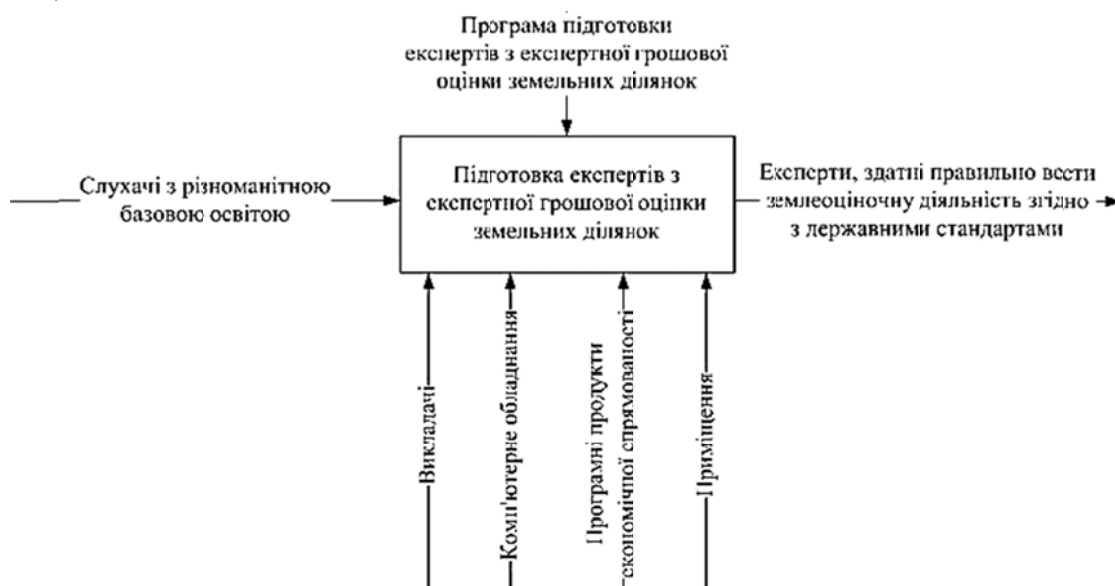 Програма підготовки
експертів з експертної грошової
оцінки земельних ділянок
Слухачі з різноманітною
базовою освітою
Підготовка експертів з
експертної грошової оцінки
земельних ділянок
Експерти, здатні правильно вести
землеоціночну діяльність згідно
з державними стандартами
Викладачі
Комп'ютерне обладнання
Програмні продукти
економічної спрямованості
Приміщення